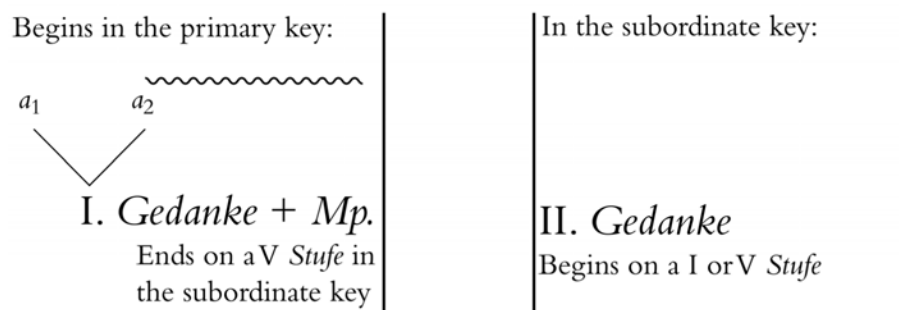 Begins in the primary key:
a1 a2
I. Gedanke + Mp.
Ends on a V Stufe in
the subordinate key
In the subordinate key:
II. Gedanke
Begins on a I or V Stufe